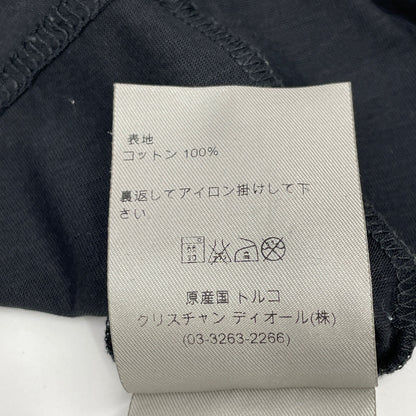 表地
コットン 100%
裏返してアイロン掛けして下
さい.
原産国 トルコ
クリスチャン ディオール(株)
(03-3263-2266)